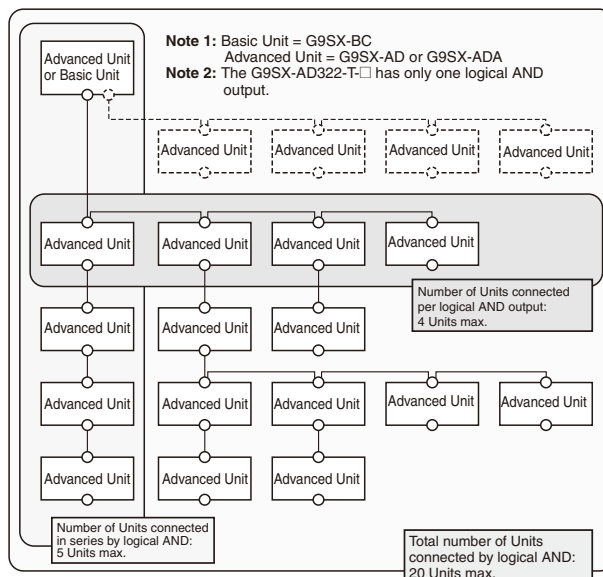 Advanced Unit
or Basic Unit
Note 1: Basic Unit = G9SX-BC
Advanced Unit = G9SX-AD or G9SX-ADA
Note 2: The G9SX-AD322-T-□ has only one logical AND
output.
Advanced Unit Advanced Unit Advanced Unit Advanced Unit
Advanced Unit Advanced Unit Advanced Unit Advanced Unit
Number of Units connected
per logical AND output:
4 Units max.
Advanced Unit Advanced Unit Advanced Unit
Advanced Unit Advanced Unit Advanced Unit Advanced Unit Advanced Unit
Advanced Unit Advanced Unit Advanced Unit
Number of Units connected
in series by logical AND:
5 Units max.
Total number of Units
connected by logical AND:
20 Units max.